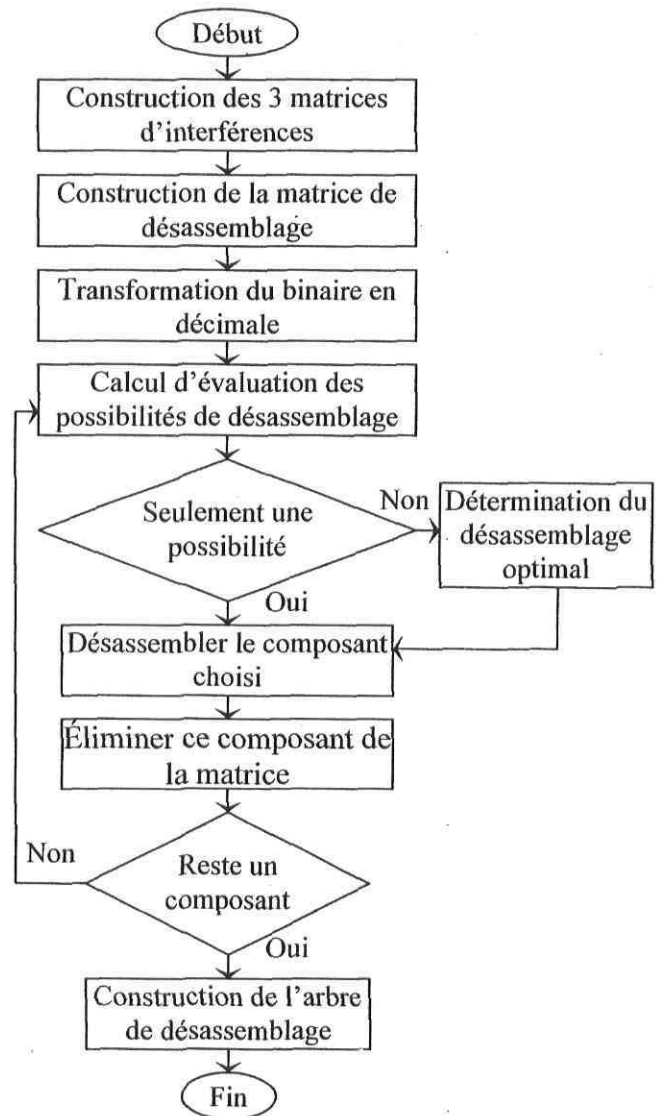 Début
Construction des 3 matrices
d'interférences
Construction de la matrice de
désassemblage
Transformation du binaire en
décimale
Calcul d'évaluation des
possibilités de désassemblage
Seulement une
possibilité
Non
Détermination du
désassemblage
optimal
Oui
Désassembler le composant
choisi
Éliminer ce composant de
la matrice
Non
Reste un
composant
Oui
Construction de l'arbre
de désassemblage
Fin